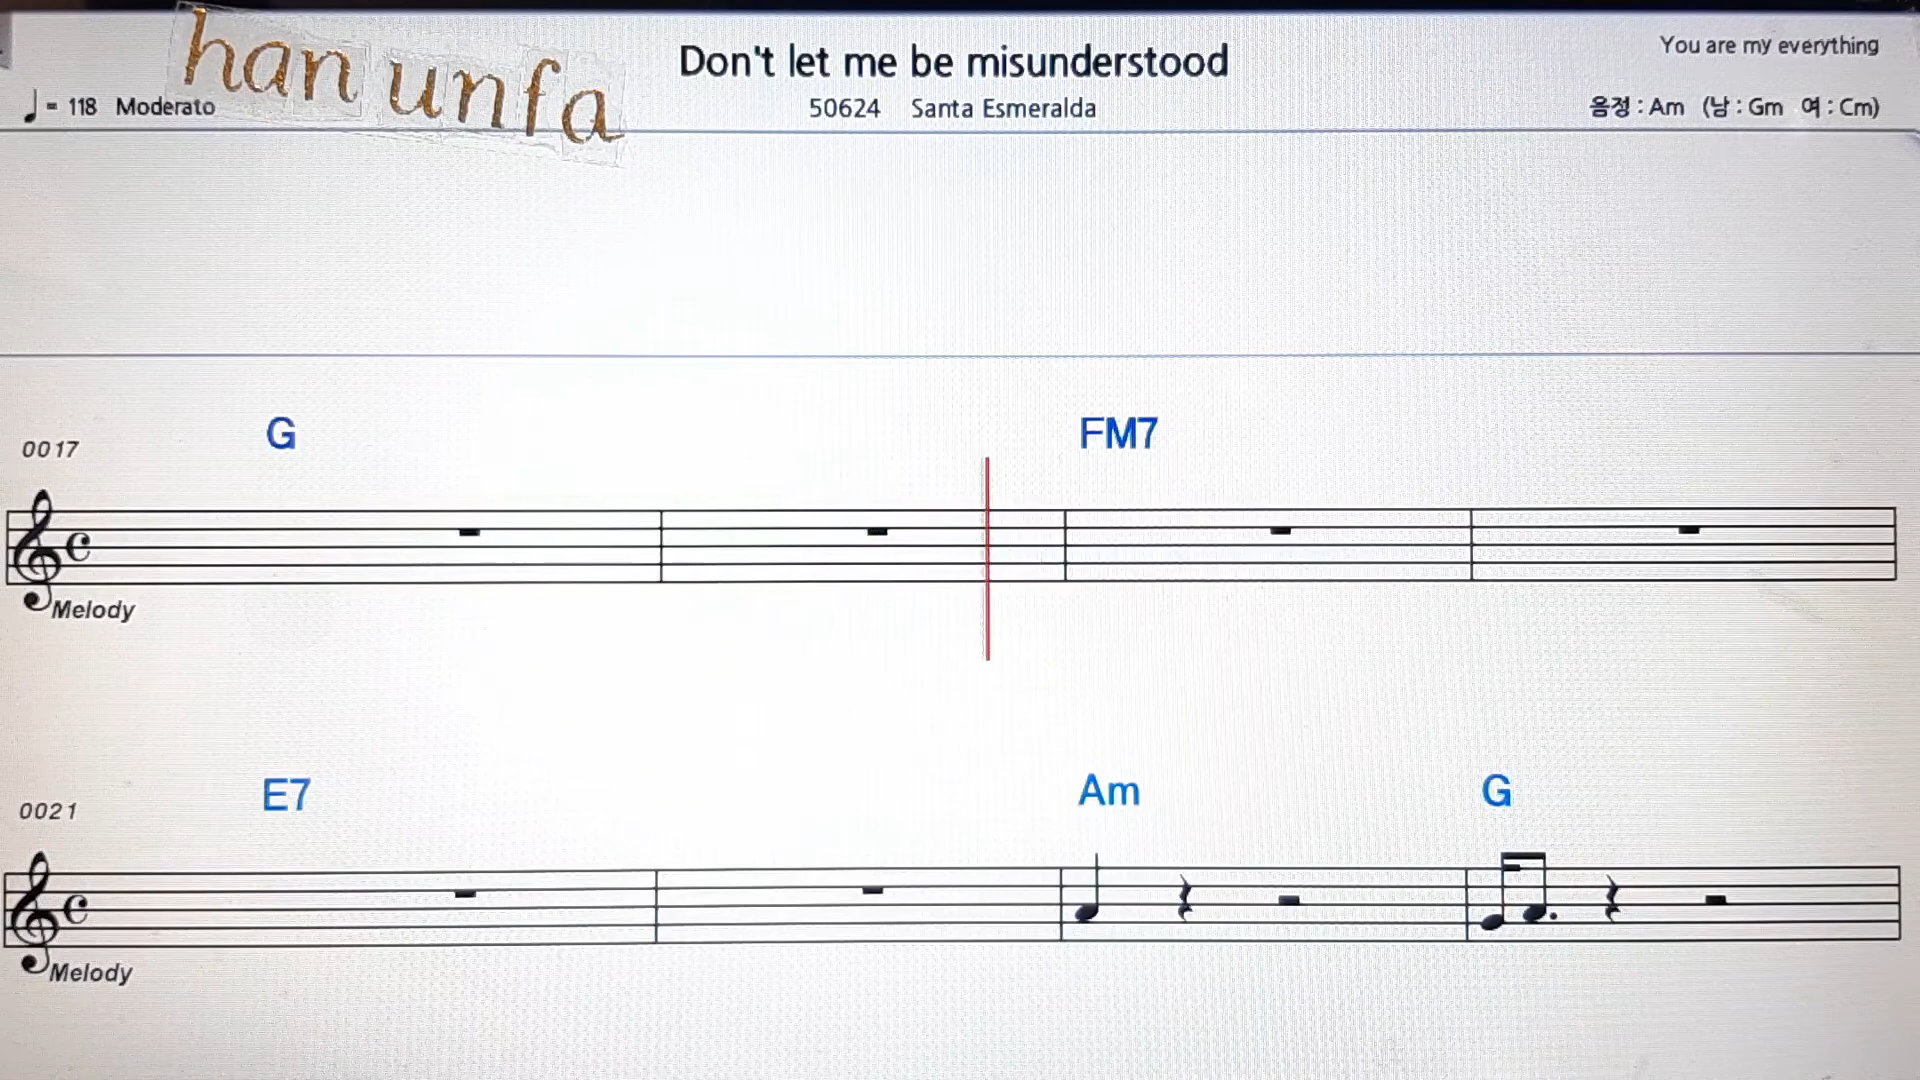 han unfa
Don't let me be misunderstood
You are my everything
= 118 Moderato
50624 Santa Esmeralda
음정 : Am (남 : Gm 여 : Cm)
0017 G FM7
Melody
0021 E7 Am G
Melody